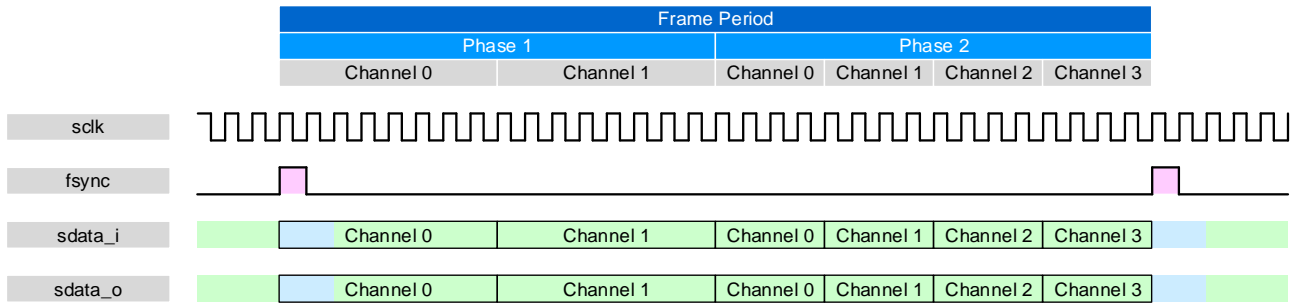 Frame Period
Phase 1 Phase 2
Channel 0 Channel 1 Channel 0 Channel 1 Channel 2 Channel 3
sclk
fsync
sdata_i Channel 0 Channel 1 Channel 0 Channel 1 Channel 2 Channel 3
sdata_o Channel 0 Channel 1 Channel 0 Channel 1 Channel 2 Channel 3